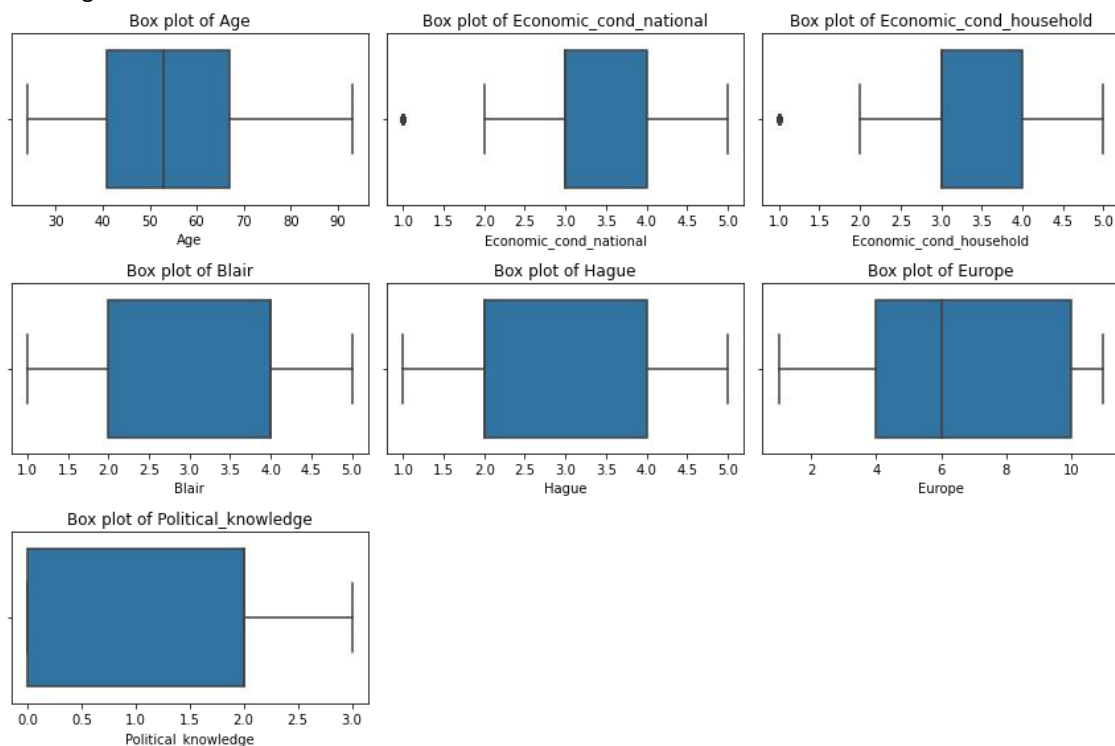 Box plot of Age
Box plot of Economic_cond_national
Box plot of Economic_cond_household
30 40 50 60 70 80 90
1.0 1.5 2.0 2.5 3.0 3.5 4.0 4.5 5.0
1.0 1.5 2.0 2.5 3.0 3.5 4.0 4.5 5.0
Age
Economic_cond_national
Economic_cond_household
Box plot of Blair
Box plot of Hague
Box plot of Europe
1.0 1.5 2.0 2.5 3.0 3.5 4.0 4.5 5.0
1.0 1.5 2.0 2.5 3.0 3.5 4.0 4.5 5.0
2 4 6 8 10
Blair
Hague
Europe
Box plot of Political_knowledge
0.0 0.5 1.0 1.5 2.0 2.5 3.0
Political_knowledge